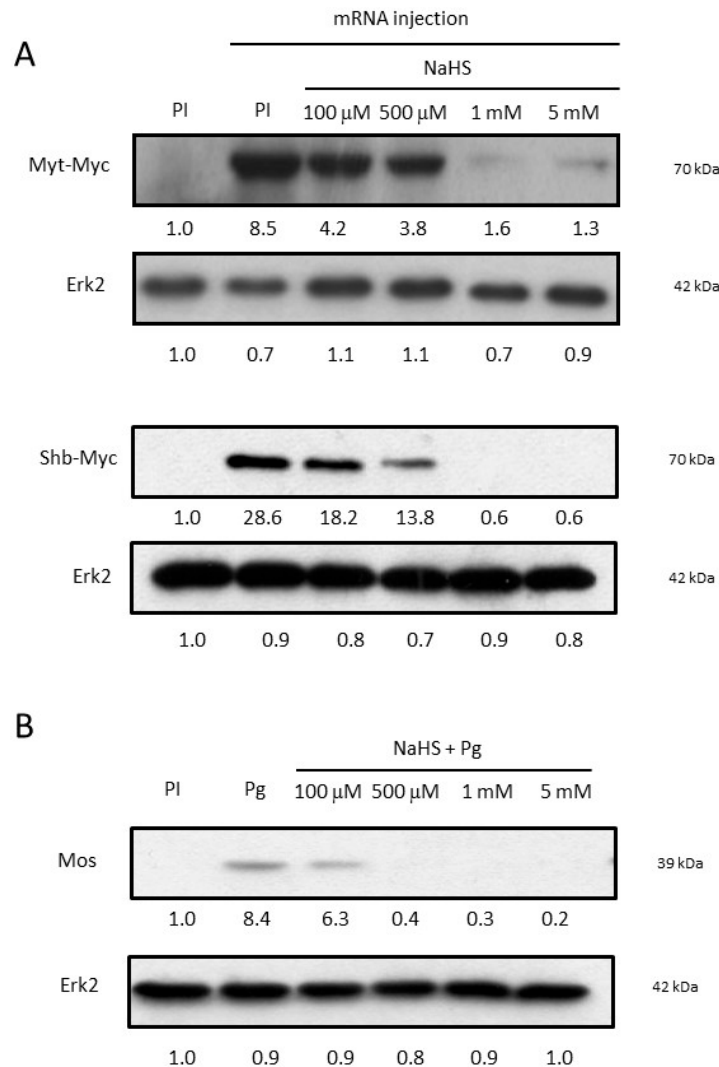 mRNA injection
A
NaHS
PI PI 100 µM 500 µM 1 mM 5 mM
Myt-Myc 70 kDa
1.0 8.5 4.2 3.8 1.6 1.3
Erk2 42 kDa
1.0 0.7 1.1 1.1 0.7 0.9
Shb-Myc 70 kDa
1.0 28.6 18.2 13.8 0.6 0.6
Erk2 42 kDa
1.0 0.9 0.8 0.7 0.9 0.8
B
NaHS + Pg
PI Pg 100 µM 500 µM 1 mM 5 mM
Mos 39 kDa
1.0 8.4 6.3 0.4 0.3 0.2
Erk2 42 kDa
1.0 0.9 0.9 0.8 0.9 1.0